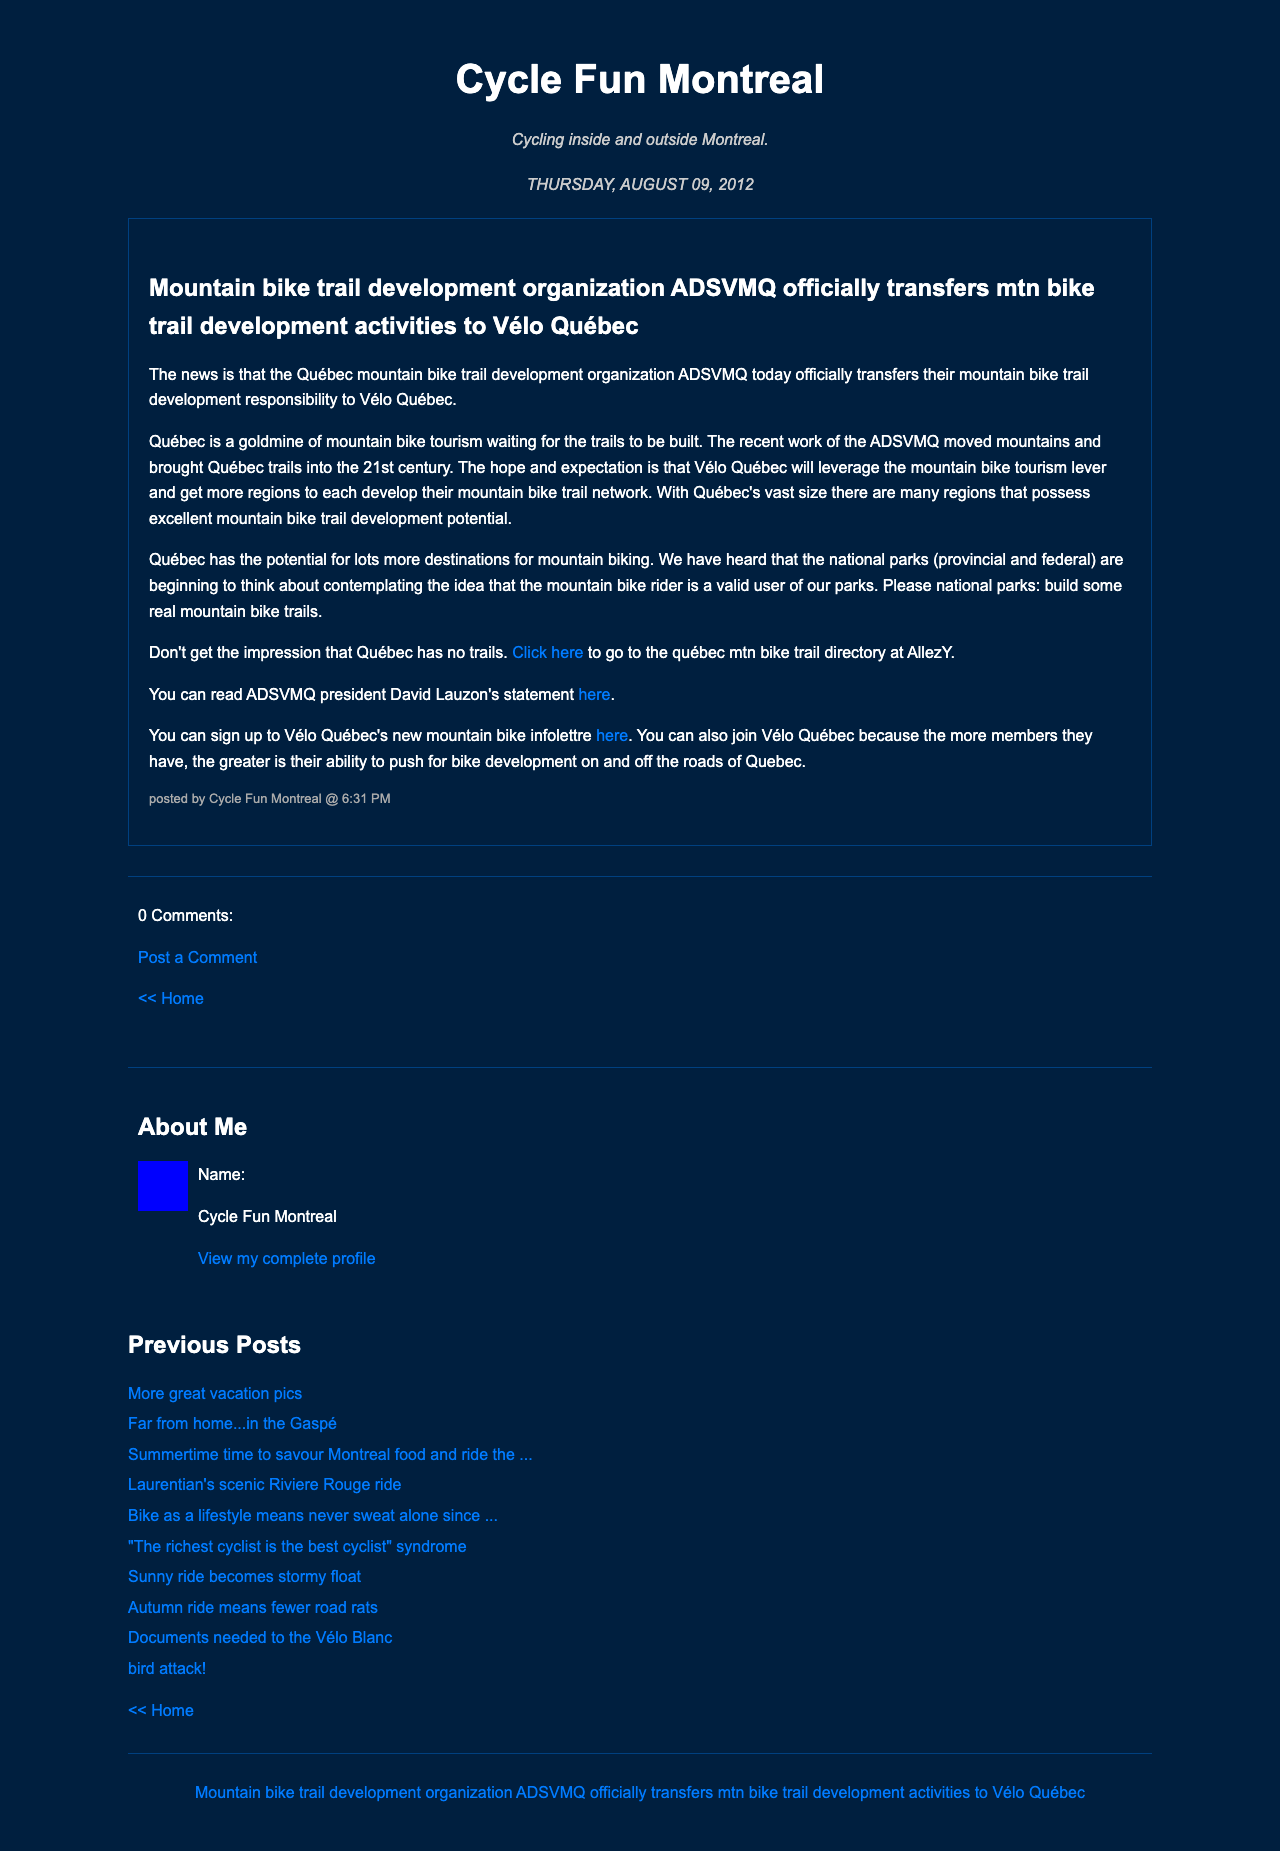 Cycle Fun Montreal
Cycling inside and outside Montreal.
THURSDAY, AUGUST 09, 2012
Mountain bike trail development organization ADSVMQ officially transfers mtn bike
trail development activities to Vélo Québec
The news is that the Québec mountain bike trail development organization ADSVMQ today officially transfers their mountain bike trail
development responsibility to Vélo Québec.
Québec is a goldmine of mountain bike tourism waiting for the trails to be built. The recent work of the ADSVMQ moved mountains and
brought Québec trails into the 21st century. The hope and expectation is that Vélo Québec will leverage the mountain bike tourism lever
and get more regions to each develop their mountain bike trail network. With Québec's vast size there are many regions that possess
excellent mountain bike trail development potential.
Québec has the potential for lots more destinations for mountain biking. We have heard that the national parks (provincial and federal) are
beginning to think about contemplating the idea that the mountain bike rider is a valid user of our parks. Please national parks: build some
real mountain bike trails.
Don't get the impression that Québec has no trails. Click here to go to the québec mtn bike trail directory at AllezY.
You can read ADSVMQ president David Lauzon's statement here.
You can sign up to Vélo Québec's new mountain bike infolettre here. You can also join Vélo Québec because the more members they
have, the greater is their ability to push for bike development on and off the roads of Quebec.
posted by Cycle Fun Montreal @ 6:31 PM
0 Comments:
Post a Comment
<< Home
About Me
Name:
Cycle Fun Montreal
View my complete profile
Previous Posts
More great vacation pics
Far from home...in the Gaspé
Summertime time to savour Montreal food and ride the ...
Laurentian's scenic Riviere Rouge ride
Bike as a lifestyle means never sweat alone since ...
"The richest cyclist is the best cyclist" syndrome
Sunny ride becomes stormy float
Autumn ride means fewer road rats
Documents needed to the Vélo Blanc
bird attack!
<< Home
Mountain bike trail development organization ADSVMQ officially transfers mtn bike trail development activities to Vélo Québec